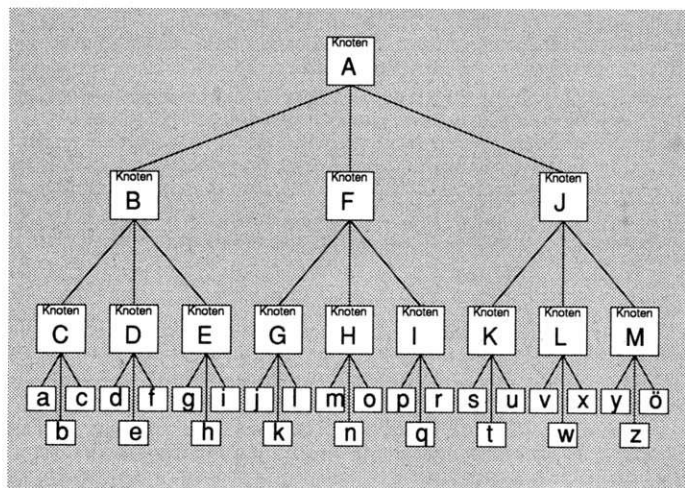 Knoten
A
Knoten Knoten Knoten
B F J
Knoten Knoten Knoten Knoten Knoten Knoten Knoten Knoten Knoten
C D E G H I K L M
a c d f g i j l m o p r s u v x y ö
b e h k n q t w z